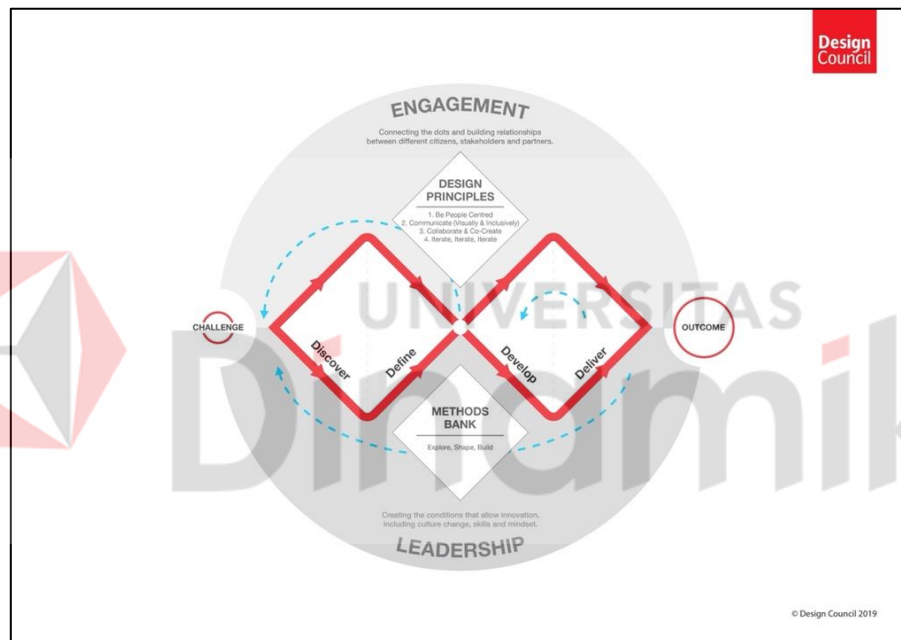 Design
Council
ENGAGEMENT
Connecting the dots and building relationships
between different citizens, stakeholders and partners.
DESIGN
PRINCIPLES
1. Be People Centred
2. Communicate (Visually & Inclusively)
3. Collaborate & Co-Create
4. Iterate, Iterate, Iterate
UNIVERSITAS
Dinamik
CHALLENGE
OUTCOME
Discover
Define
Develop
Deliver
METHODS
BANK
Explore, Shape, Build
Creating the conditions that allow innovation,
including culture change, skills and mindset.
LEADERSHIP
© Design Council 2019